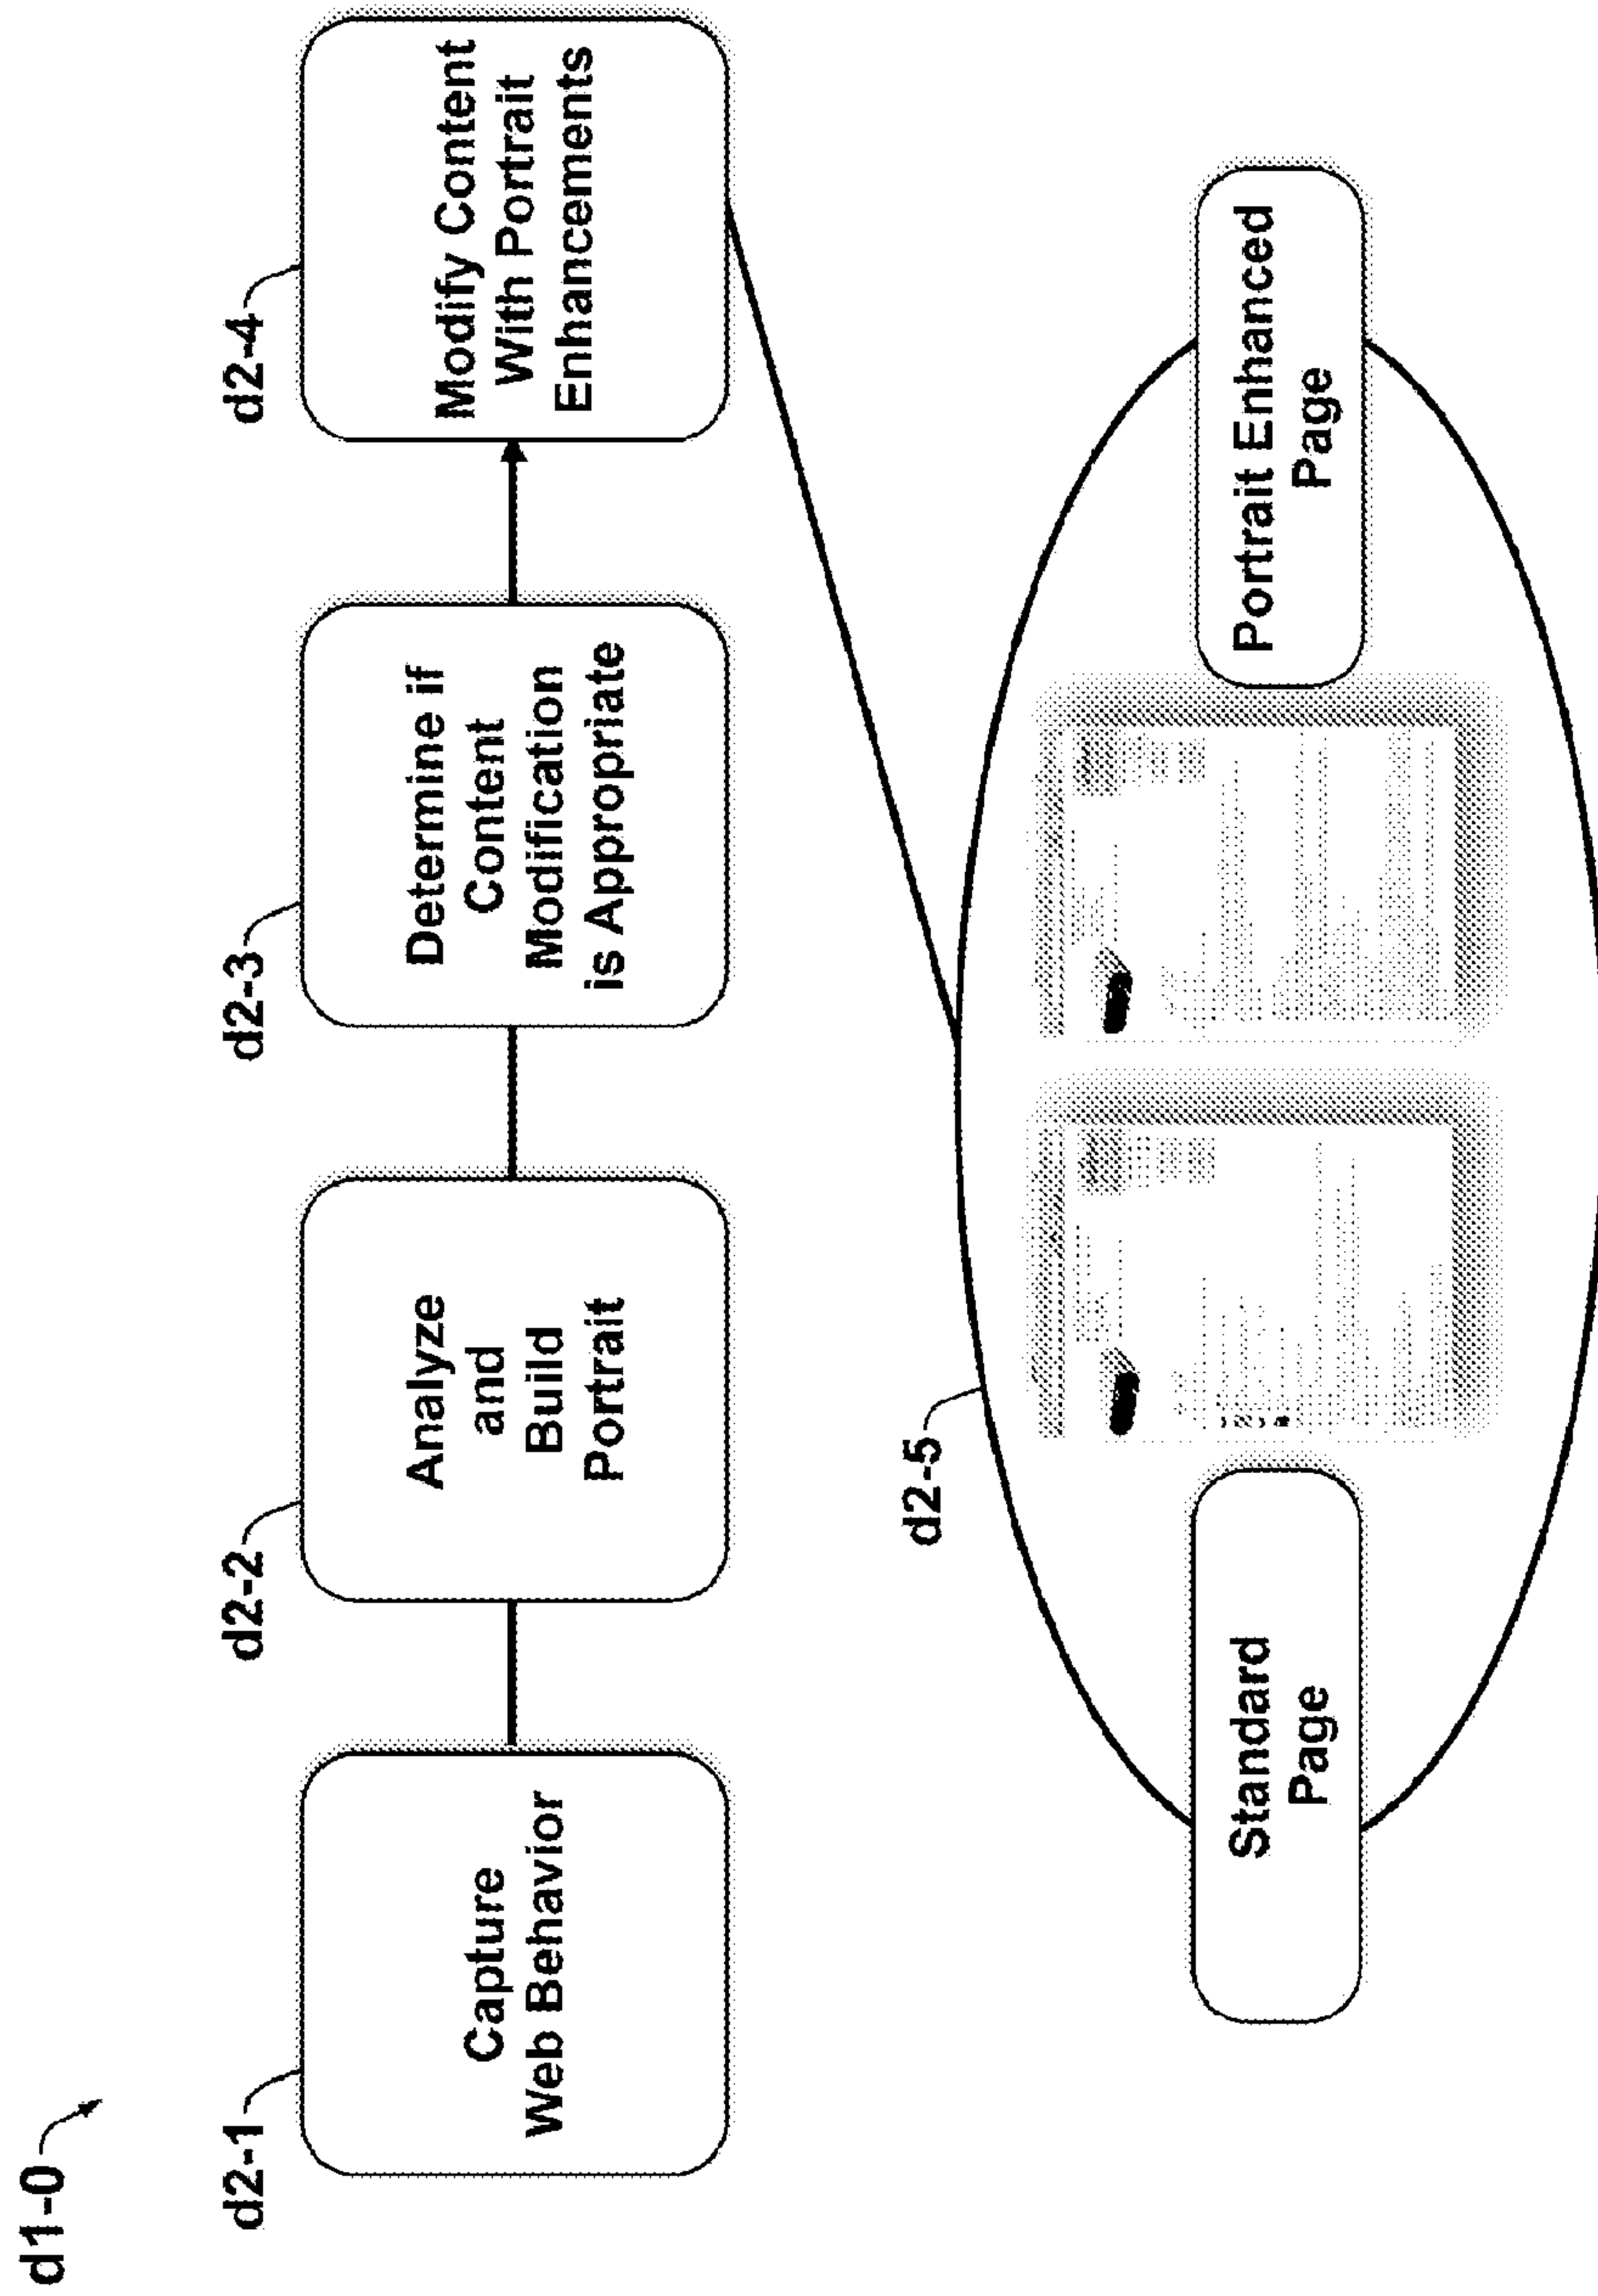 d1-0
d2-1
Capture
Web Behavior
d2-2
Analyze
and
Build
Portrait
d2-3
Determine if
Content
Modification
is Appropriate
d2-4
Modify Content
With Portrait
Enhancements
d2-5
Standard
Page
Portrait Enhanced
Page